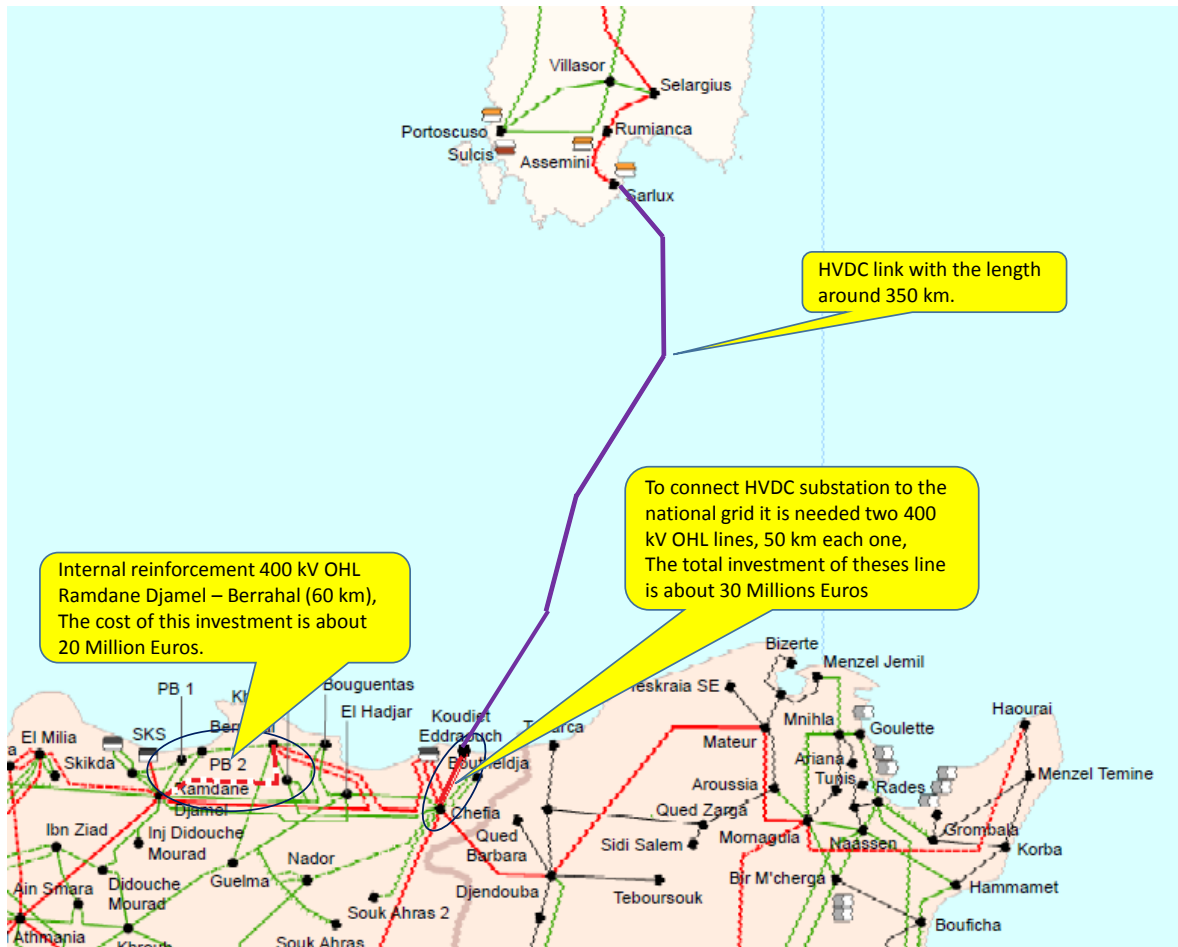 Villasor
Selargius
Portoscuso
Rumianca
Sulcis
Assemini
Sarlux
HVDC link with the length
around 350 km.
To connect HVDC substation to the
national grid it is needed two 400
kV OHL lines, 50 km each one,
The total investment of theses line
is about 30 Millions Euros
Internal reinforcement 400 kV OHL
Ramdane Djamel – Berrahal (60 km),
The cost of this investment is about
20 Million Euros.
Bizerte
Menzel Jemil
PB 1
Bouguentas
El Hadjar
Koudiet
Eddraouch
Haourai
Mnihla
Goulette
El Milia
SKS
Skikda
PB 2
Mateur
Ariana
Tunis
Menzel Temine
Ramdane
Djamel
Chefia
Aroussia
Rades
Qued Zarga
Grombala
Ibn Ziad
Inj Didouche
Mourad
Qued
Barbara
Sidi Salem
Mornaguia
Naassen
Korba
Nador
Ain Smara
Didouche
Mourad
Guelma
Djendouba
Teboursouk
Bir M'cherga
Hammamet
Souk Ahras 2
Bouficha
Athmania
Souk Ahras